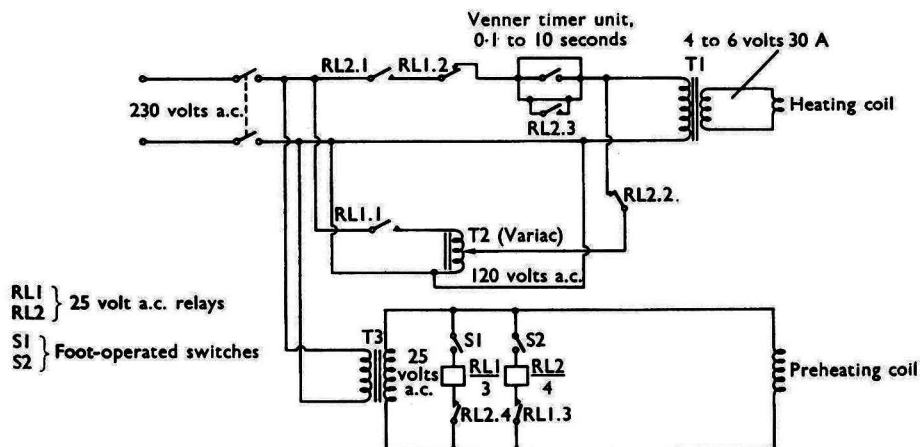 Venner timer unit,
0·1 to 10 seconds
4 to 6 volts 30 A
T1
RL2.1
RL1.2
230 volts a.c.
RL2.3
Heating coil
RL2.2.
RL1.1
T2 (Variac)
120 volts a.c.
RL1
RL2
25 volt a.c. relays
S1
S2
Foot-operated switches
T3
25
volts
a.c.
S1
RL1
3
S2
RL2
4
RL2.4
RL1.3
Preheating coil